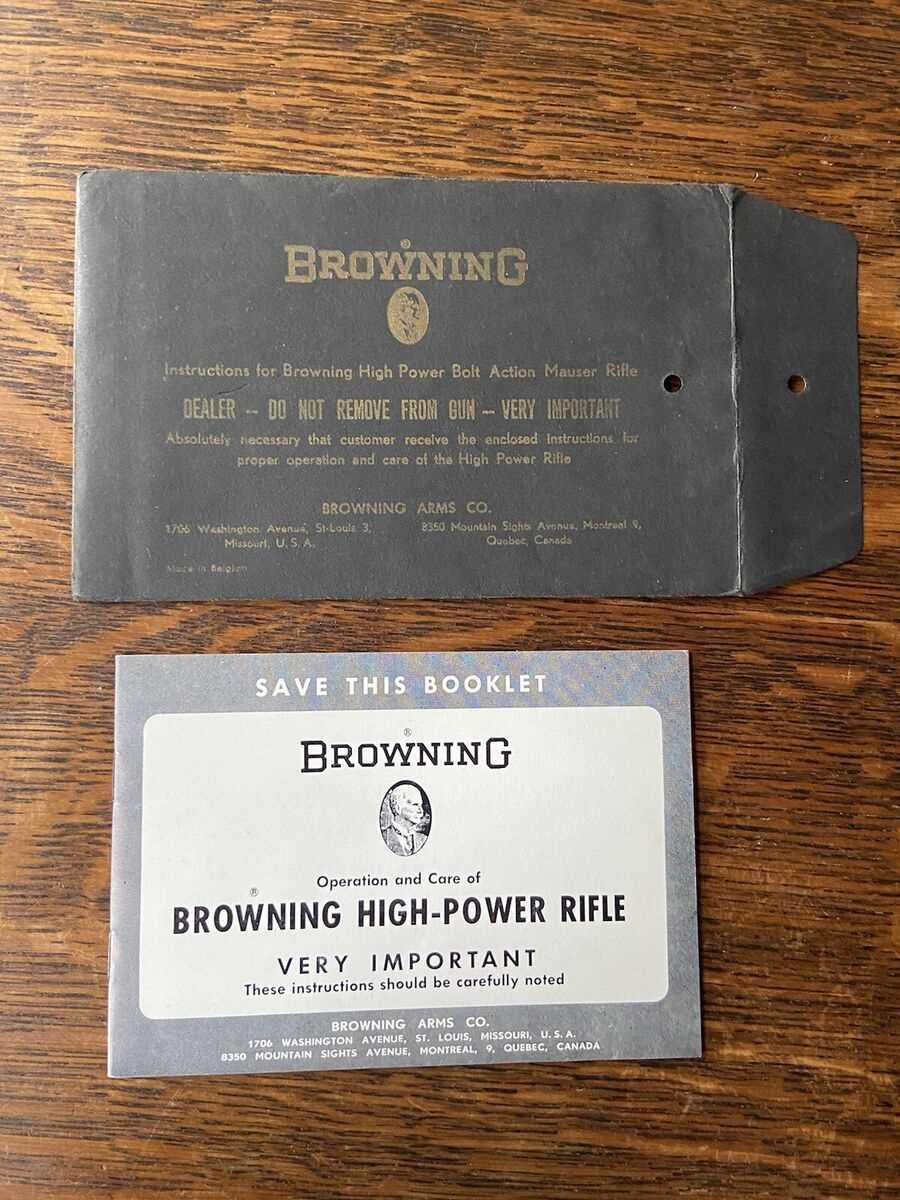 ®
BROWNING
Instructions for Browning High Power Bolt Action Mauser Rifle
DEALER -- DO NOT REMOVE FROM GUN -- VERY IMPORTANT
Absolutely necessary that customer receive the enclosed instructions for
proper operation and care of the High Power Rifle
BROWNING ARMS CO.
1706 Washington Avenue, St-Louis 3, 8350 Mountain Sights Avenue, Montreal 9,
Missouri, U.S.A. Quebec, Canada
Made in Belgium
SAVE THIS BOOKLET
®
BROWNING
Operation and Care of
®
BROWNING HIGH-POWER RIFLE
VERY IMPORTANT
These instructions should be carefully noted
BROWNING ARMS CO.
1706 WASHINGTON AVENUE, ST. LOUIS, MISSOURI, U.S.A.
8350 MOUNTAIN SIGHTS AVENUE, MONTREAL, 9, QUEBEC, CANADA